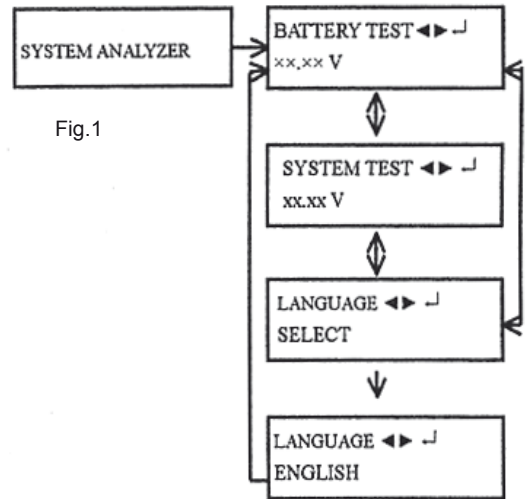 SYSTEM ANALYZER
Fig.1
BATTERY TEST ◄► ↵
××.×× V
SYSTEM TEST ◄► ↵
xx.xx V
LANGUAGE ◄► ↵
SELECT
LANGUAGE ◄► ↵
ENGLISH